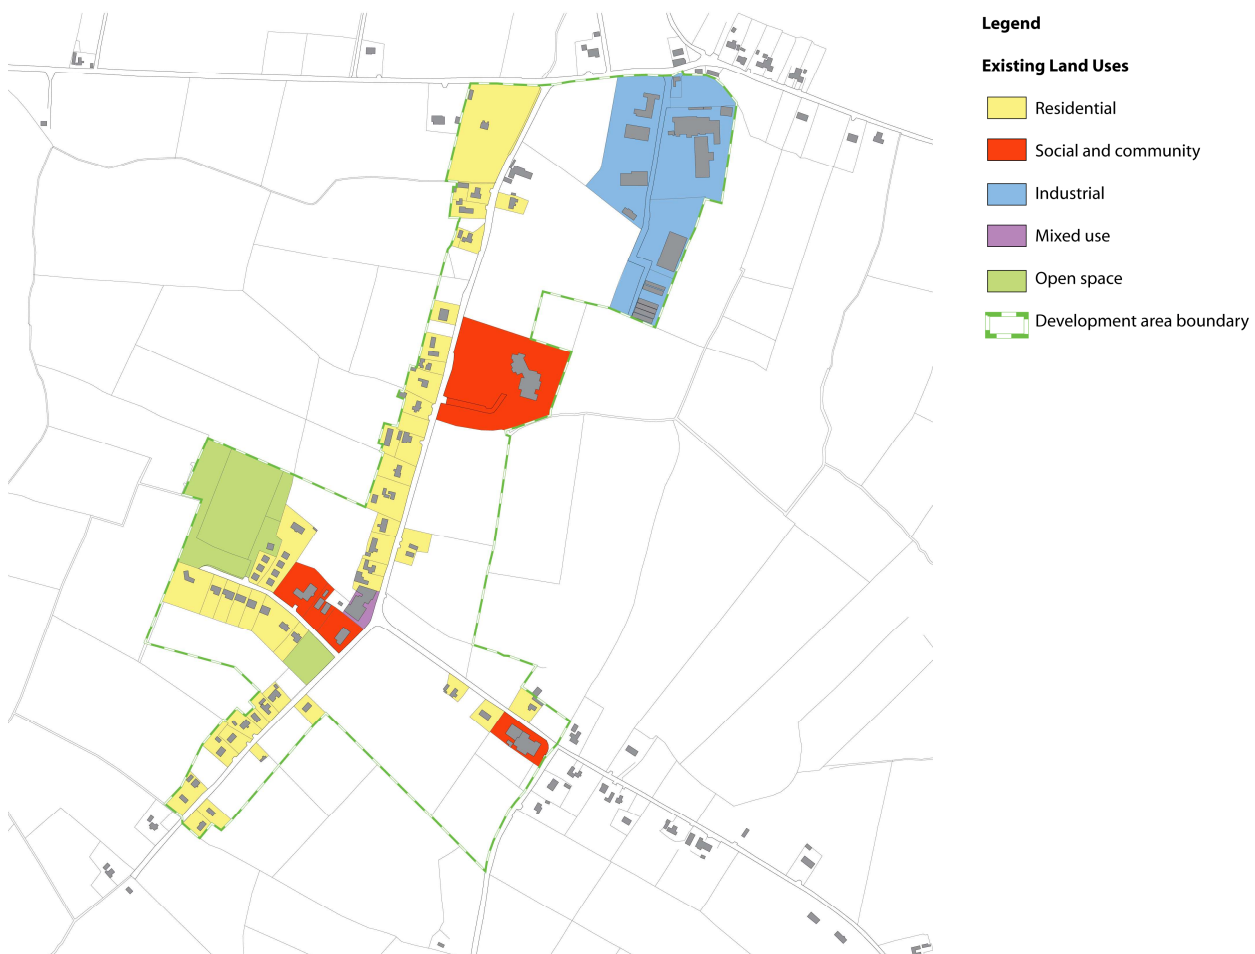 Legend
Existing Land Uses
Residential
Social and community
Industrial
Mixed use
Open space
Development area boundary